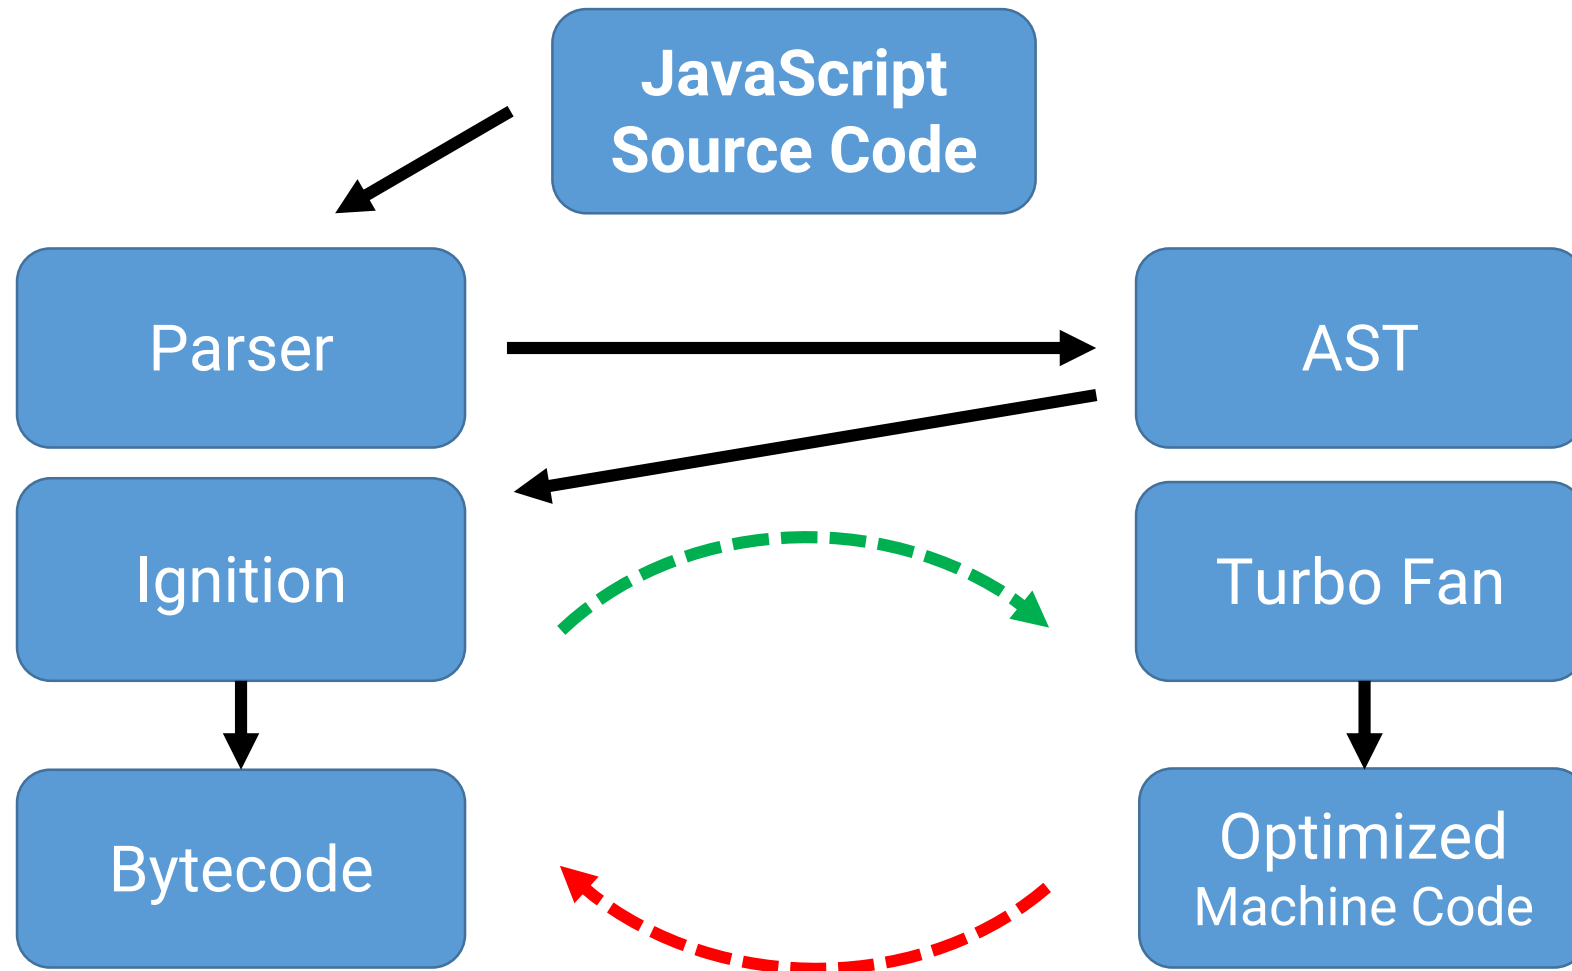 JavaScript
Source Code
Parser
AST
Ignition
Turbo Fan
Bytecode
Optimized
Machine Code